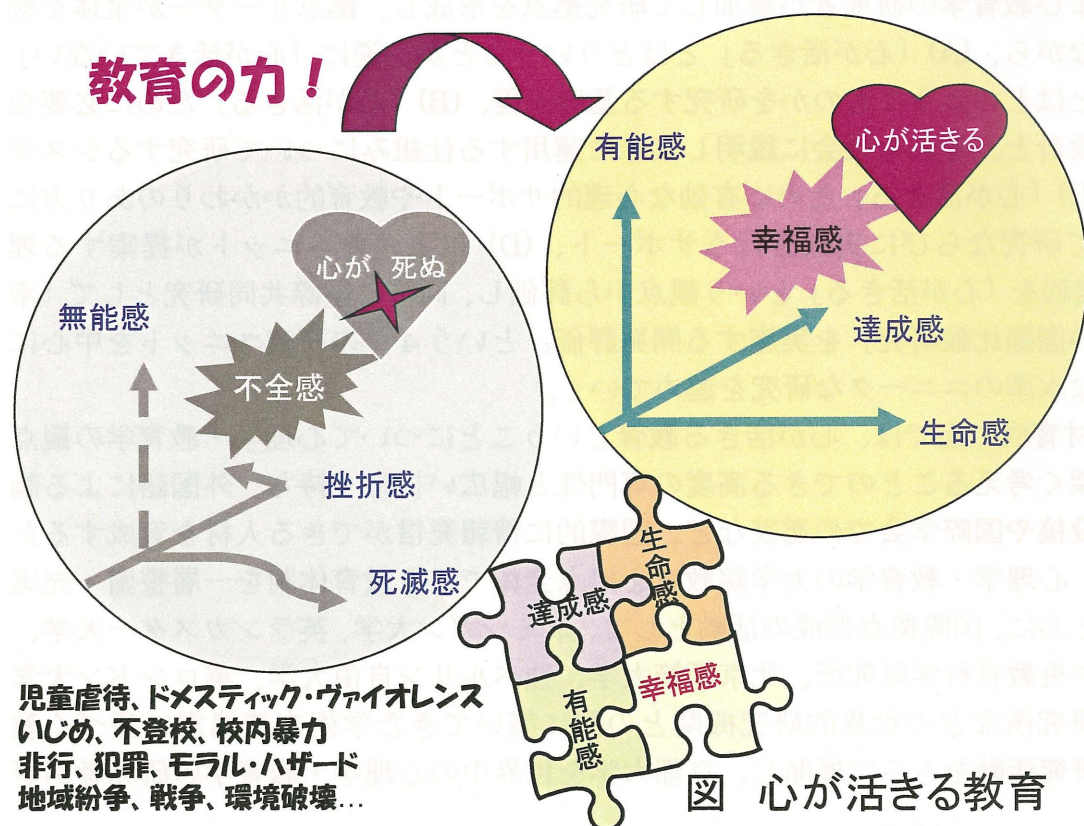 教育の力！
心が 死ぬ
無能感
不全感
挫折感
死滅感
有能感
心が活きる
幸福感
達成感
生命感
生命感
達成感
有能感
幸福感
児童虐待、ドメスティック・ヴァイオレンス
いじめ、不登校、校内暴力
非行、犯罪、モラル・ハザード
地域紛争、戦争、環境破壊…
図 心が活きる教育